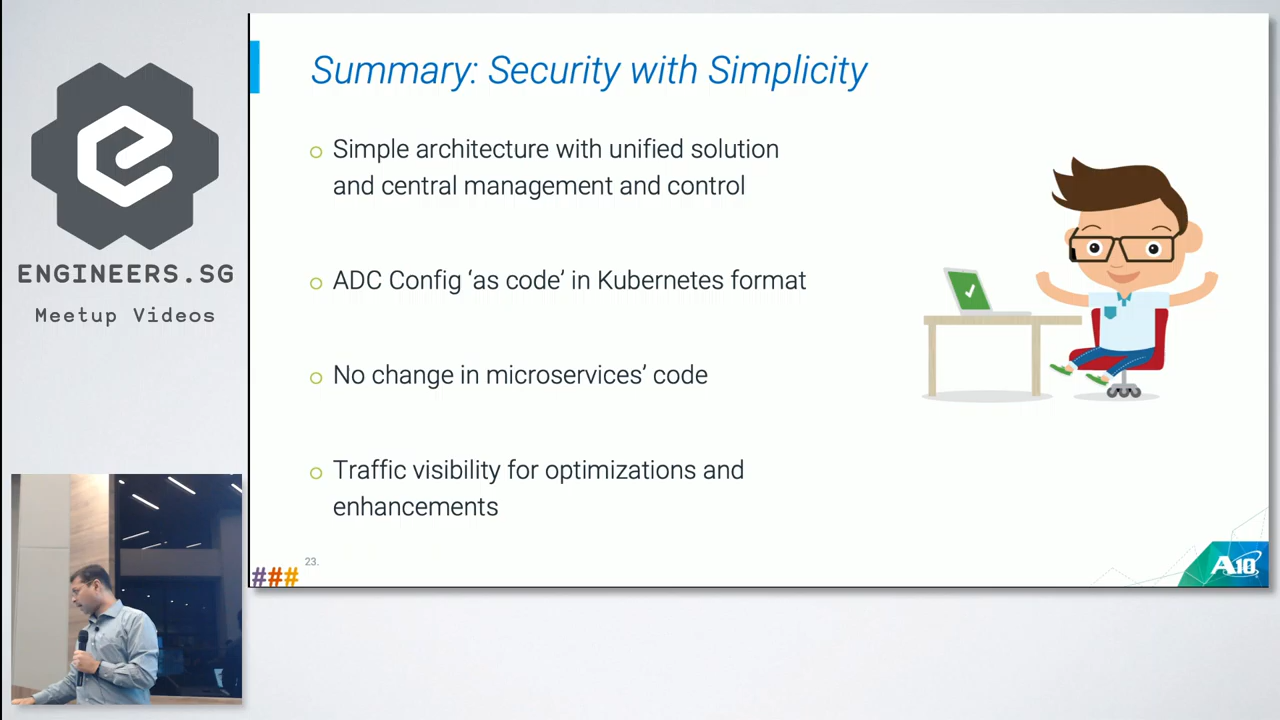 ENGINEERS.SG
Meetup Videos
Summary: Security with Simplicity
Simple architecture with unified solution
and central management and control
ADC Config ‘as code’ in Kubernetes format
No change in microservices’ code
Traffic visibility for optimizations and
enhancements
23.
###
A10